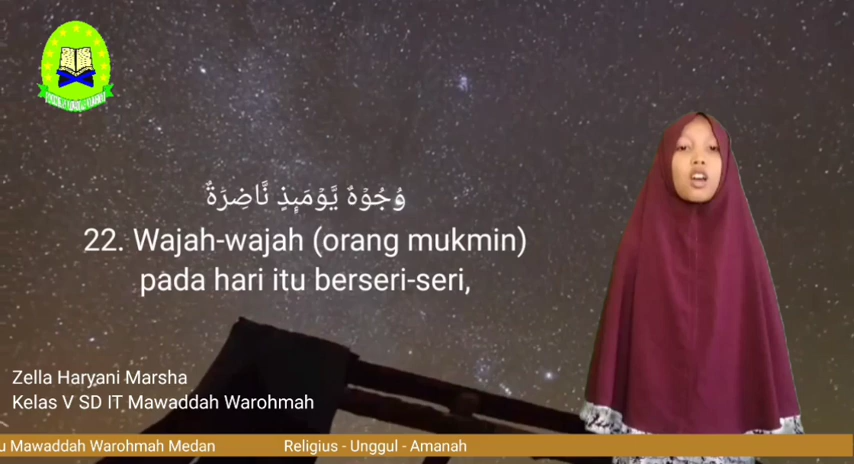 وُجُوْهٌ يَّوْمَىِٕذٍ نَّاضِرَةٌ
22. Wajah-wajah (orang mukmin)
pada hari itu berseri-seri,
Zella Haryani Marsha
Kelas V SD IT Mawaddah Warohmah
u Mawaddah Warohmah Medan Religius - Unggul - Amanah